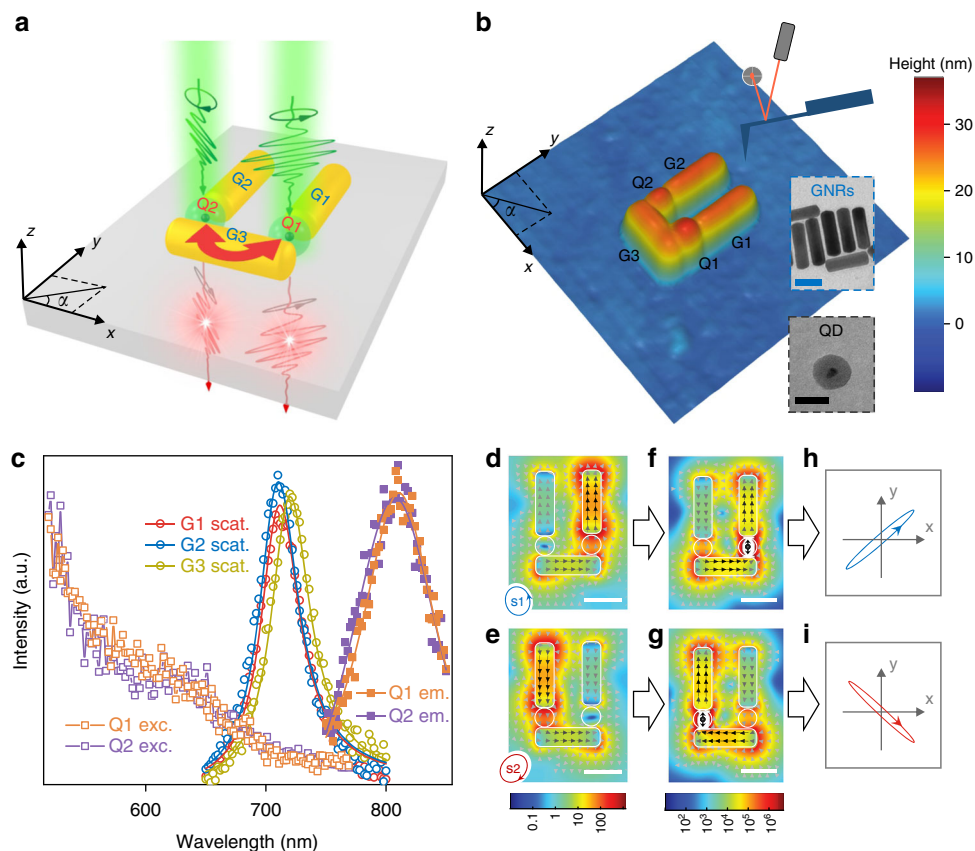 a
Q2
G2
G1
Q1
G3
z
y
α
x
b
Height (nm)
z
y
α
x
G2
Q2
G3
Q1
G1
GNRs
QD
30
20
10
0
c
Intensity (a.u.)
G1 scat.
G2 scat.
G3 scat.
Q1 exc.
Q2 exc.
Q1 em.
Q2 em.
600
700
800
Wavelength (nm)
d
s1
f
h
y
x
e
s2
g
i
y
x
0.1
1
10
100
10²
10³
10⁴
10⁵
10⁶